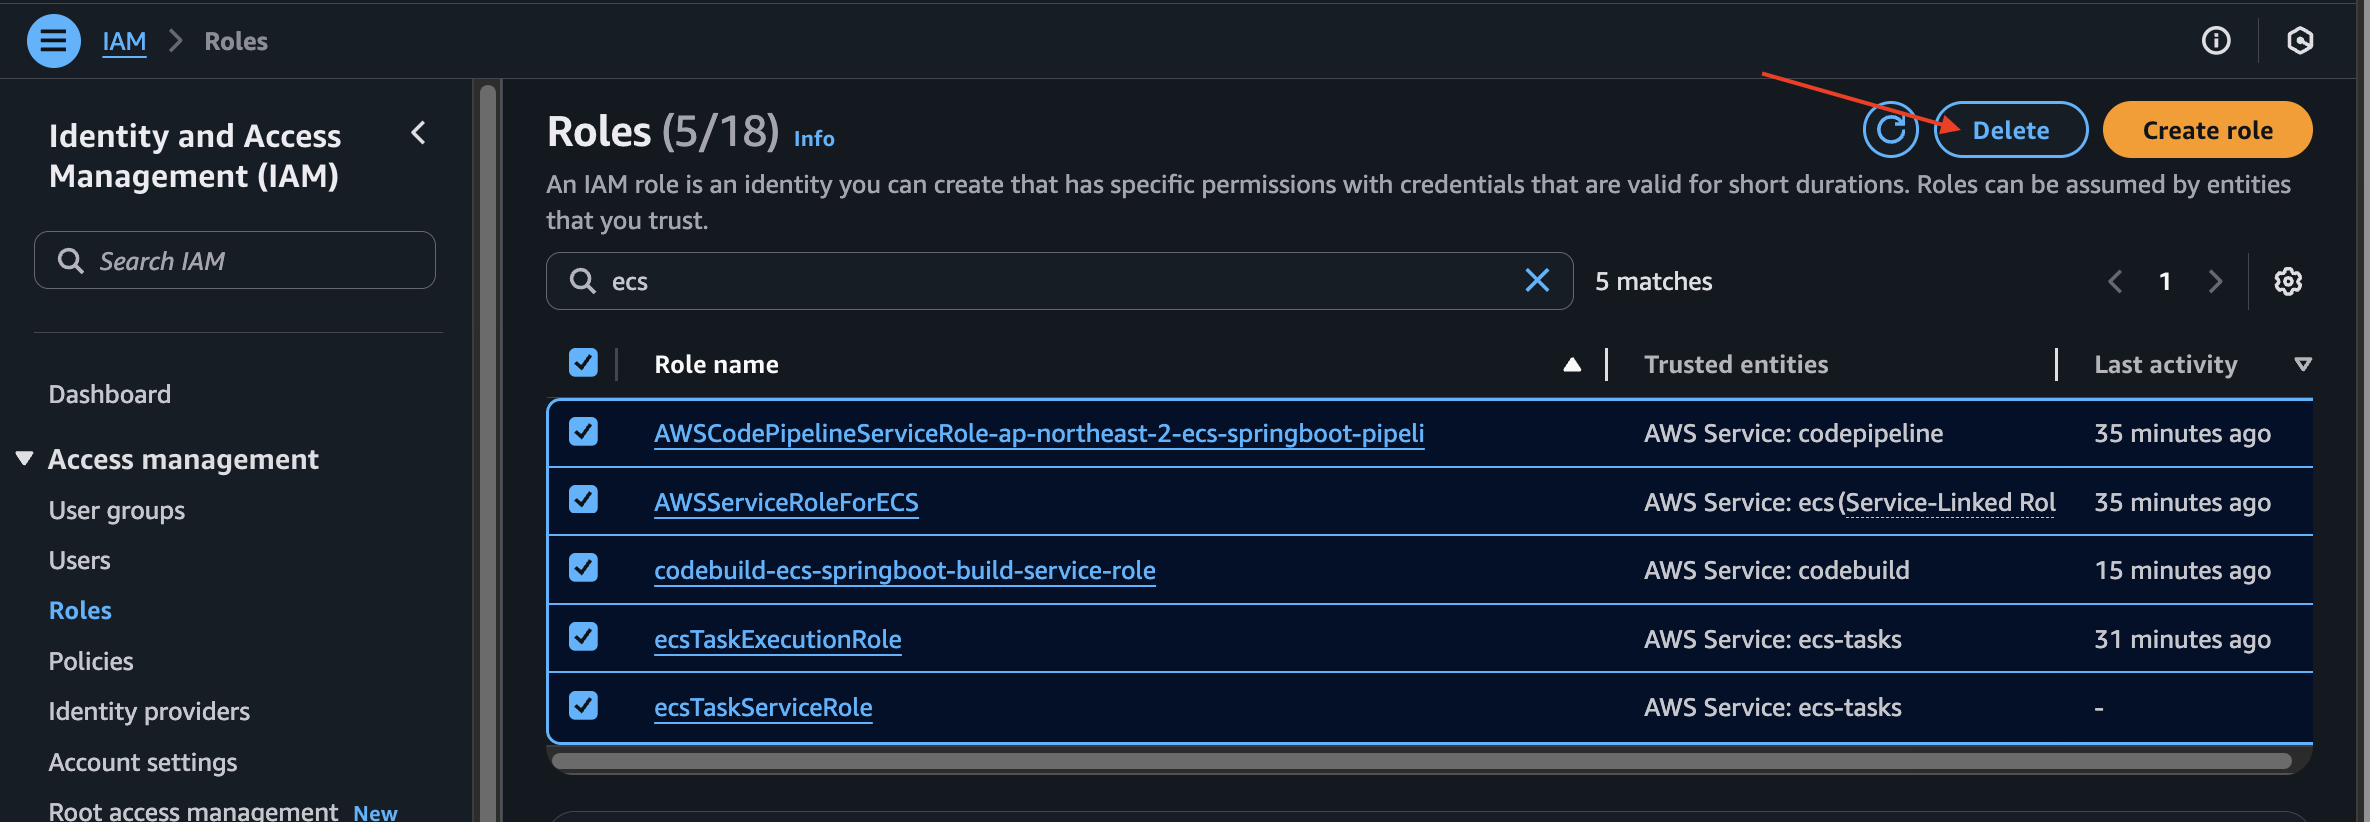 IAM > Roles
Identity and Access
Management (IAM)
Search IAM
Dashboard
Access management
User groups
Users
Roles
Policies
Identity providers
Account settings
Root access management New
Roles (5/18) Info
Delete
Create role
An IAM role is an identity you can create that has specific permissions with credentials that are valid for short durations. Roles can be assumed by entities
that you trust.
ecs
5 matches
1
Role name Trusted entities Last activity
AWSCodePipelineServiceRole-ap-northeast-2-ecs-springboot-pipeli AWS Service: codepipeline 35 minutes ago
AWSServiceRoleForECS AWS Service: ecs (Service-Linked Rol 35 minutes ago
codebuild-ecs-springboot-build-service-role AWS Service: codebuild 15 minutes ago
ecsTaskExecutionRole AWS Service: ecs-tasks 31 minutes ago
ecsTaskServiceRole AWS Service: ecs-tasks -